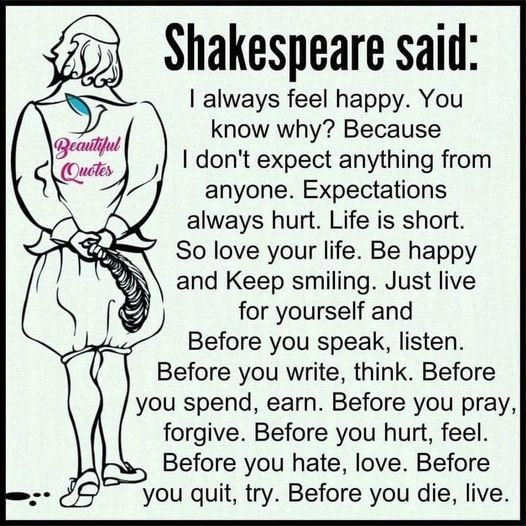 Shakespeare said:
I always feel happy. You
know why? Because
I don't expect anything from
anyone. Expectations
always hurt. Life is short.
So love your life. Be happy
and Keep smiling. Just live
for yourself and
Before you speak, listen.
Before you write, think. Before
you spend, earn. Before you pray,
forgive. Before you hurt, feel.
Before you hate, love. Before
you quit, try. Before you die, live.
Beautiful
Quotes